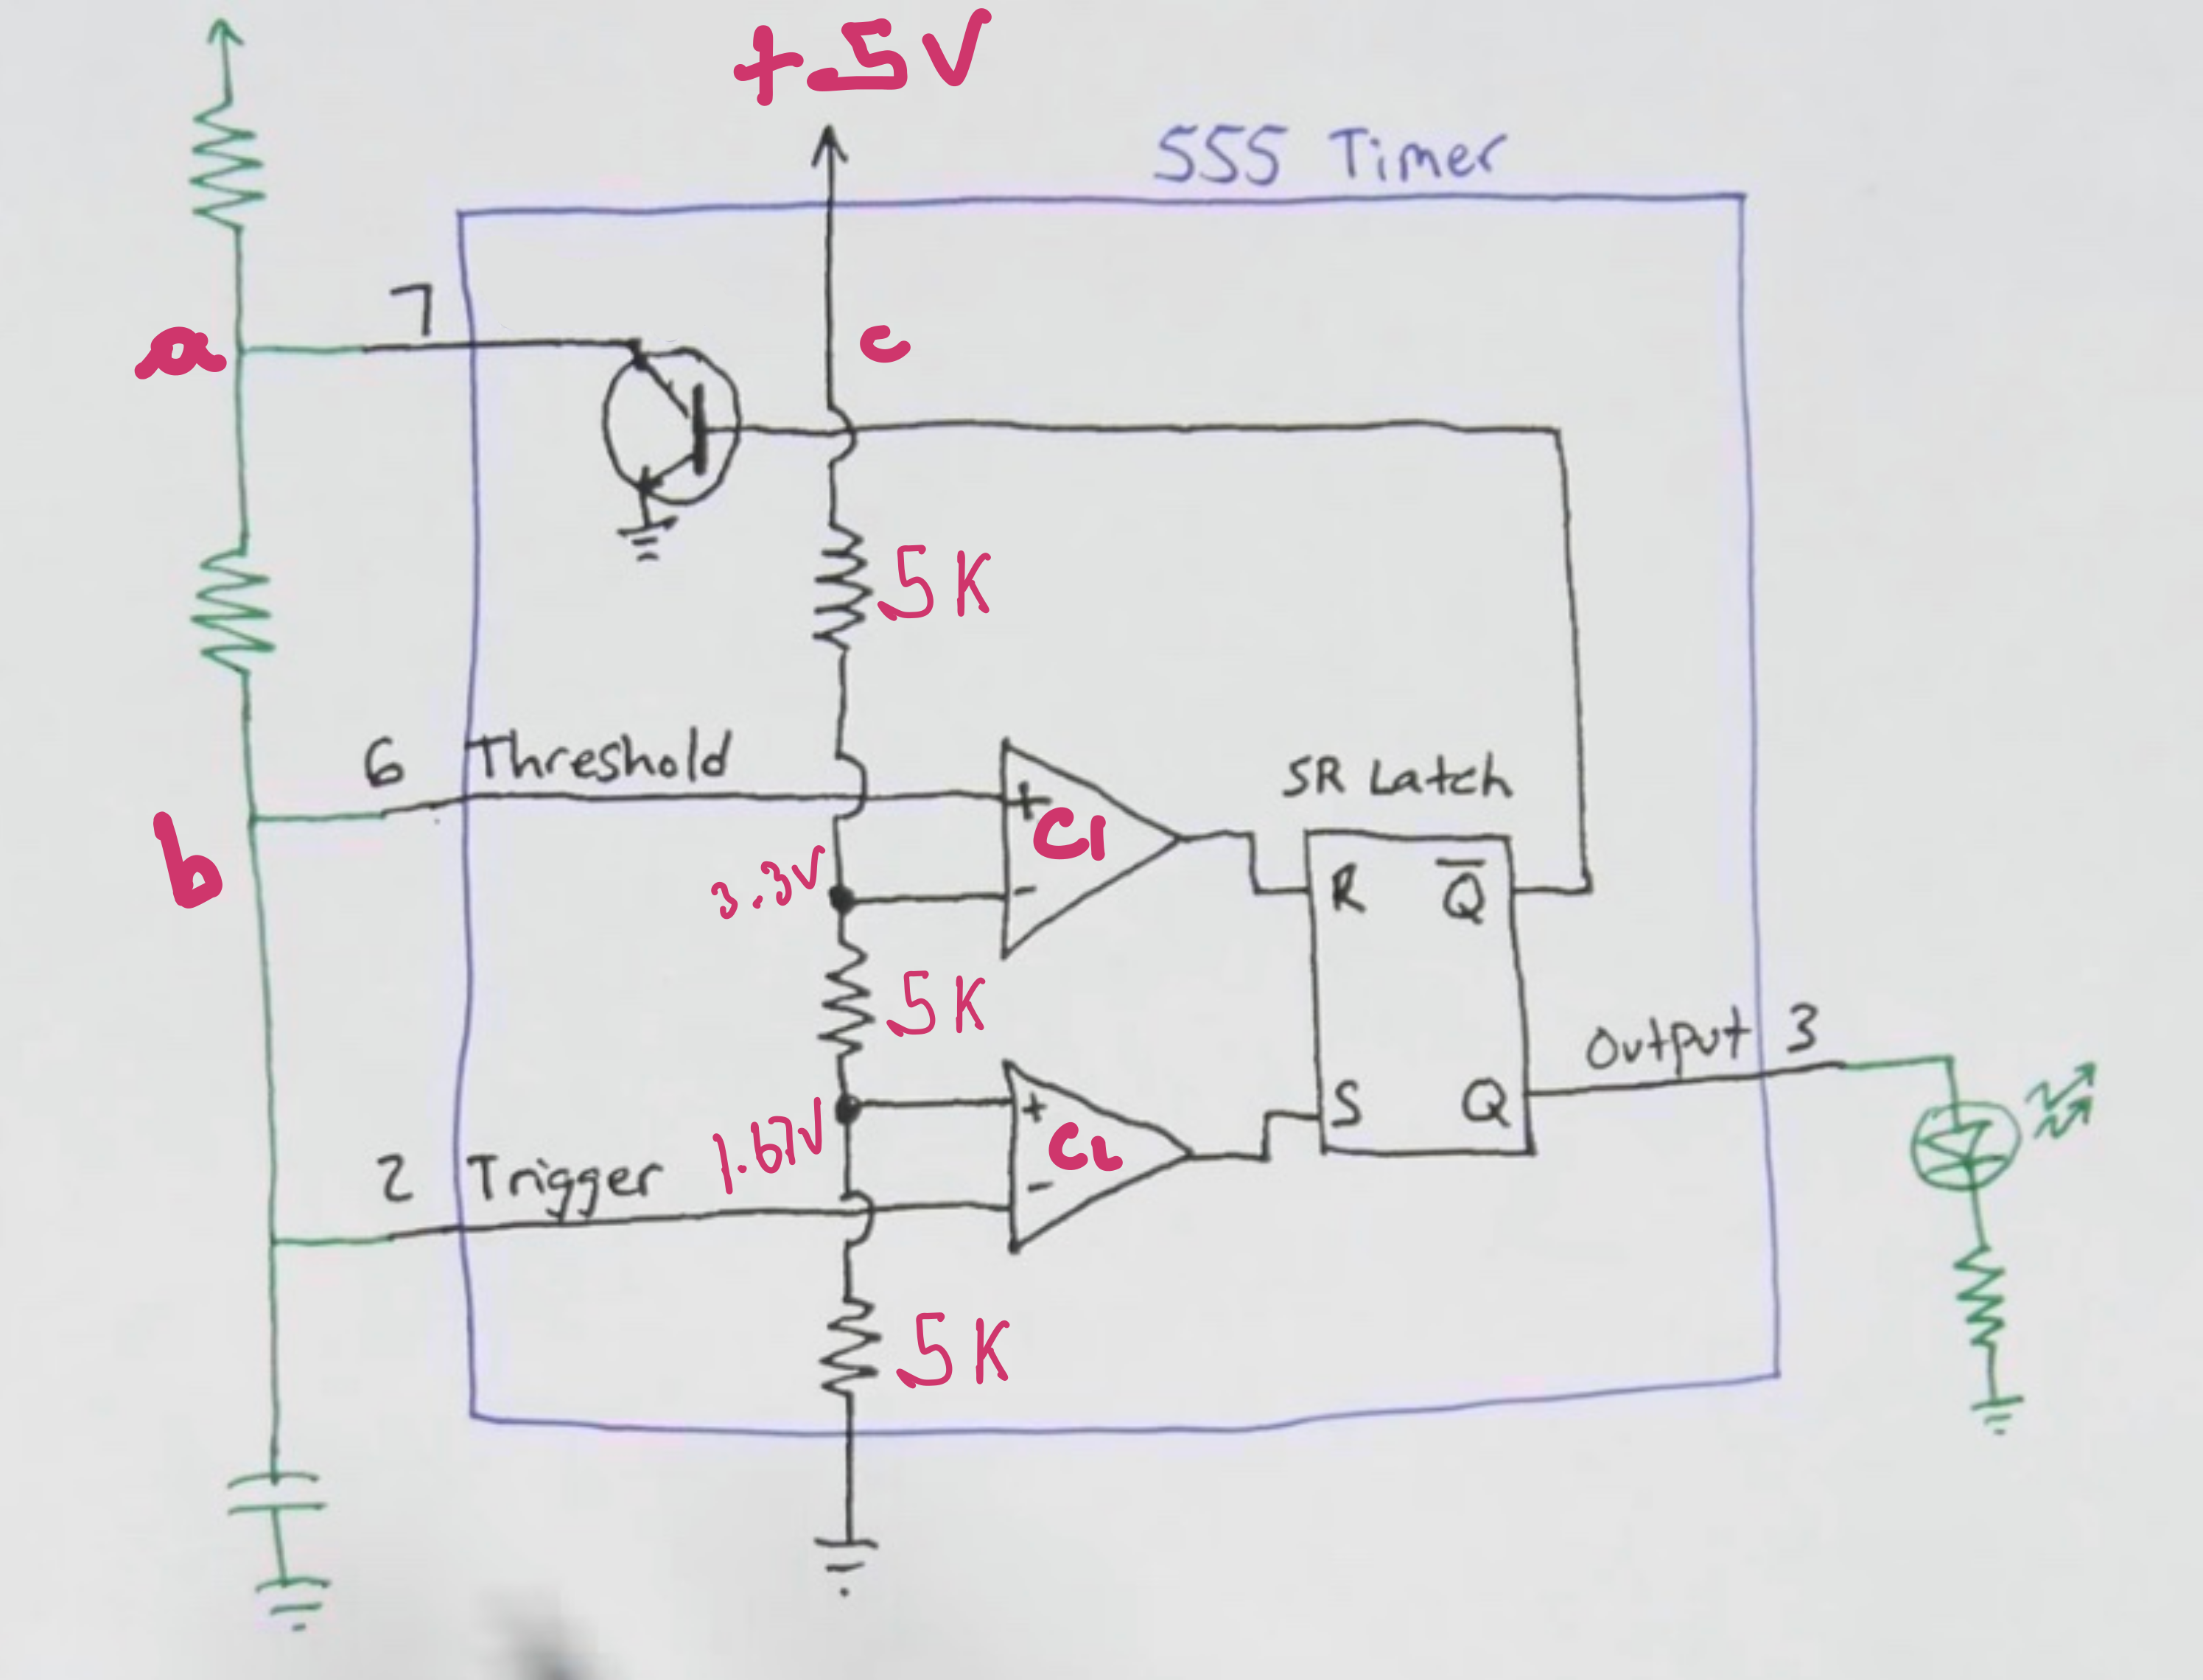 +5V
555 Timer
7
a
c
5K
6 Threshold
SR Latch
b
+
C1
-
3.3V
R Q̅
5K
Output 3
+
S Q
1.67V
C2
-
2 Trigger
5K